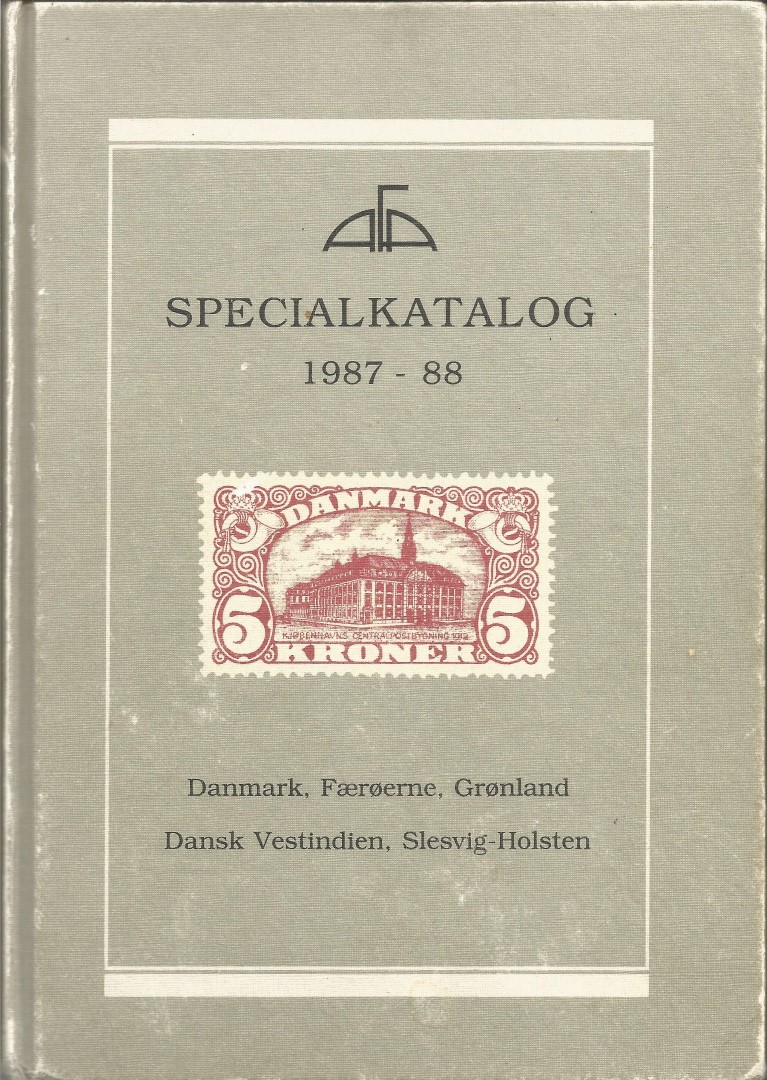 AFA
SPECIALKATALOG
1987 - 88
DANMARK
5 5
KJØBENHAVNS CENTRALPOSTBYGNING 1912
KRONER
Danmark, Færøerne, Grønland
Dansk Vestindien, Slesvig-Holsten